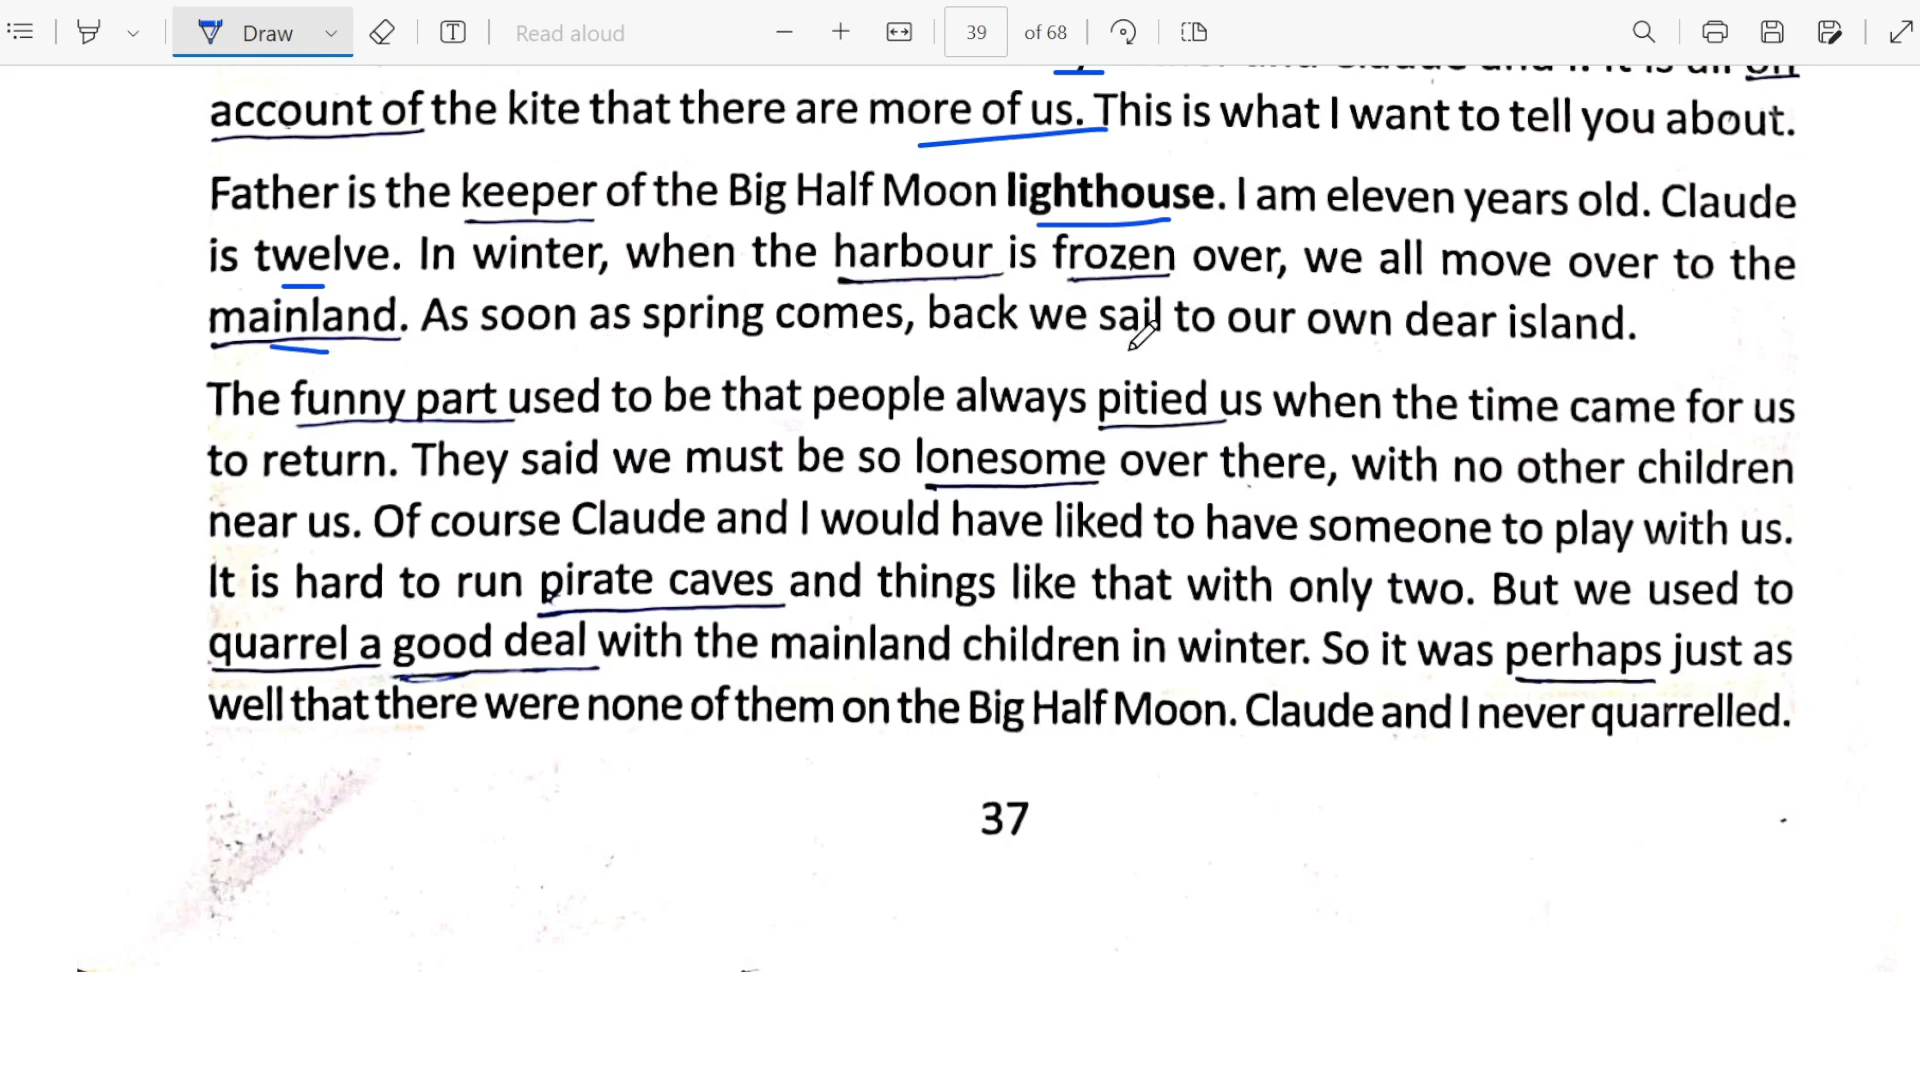 Draw
Read aloud
39
of 68
account of the kite that there are more of us. This is what I want to tell you about.
Father is the keeper of the Big Half Moon lighthouse. I am eleven years old. Claude
is twelve. In winter, when the harbour is frozen over, we all move over to the
mainland. As soon as spring comes, back we sail to our own dear island.
The funny part used to be that people always pitied us when the time came for us
to return. They said we must be so lonesome over there, with no other children
near us. Of course Claude and I would have liked to have someone to play with us.
It is hard to run pirate caves and things like that with only two. But we used to
quarrel a good deal with the mainland children in winter. So it was perhaps just as
well that there were none of them on the Big Half Moon. Claude and I never quarrelled.
37